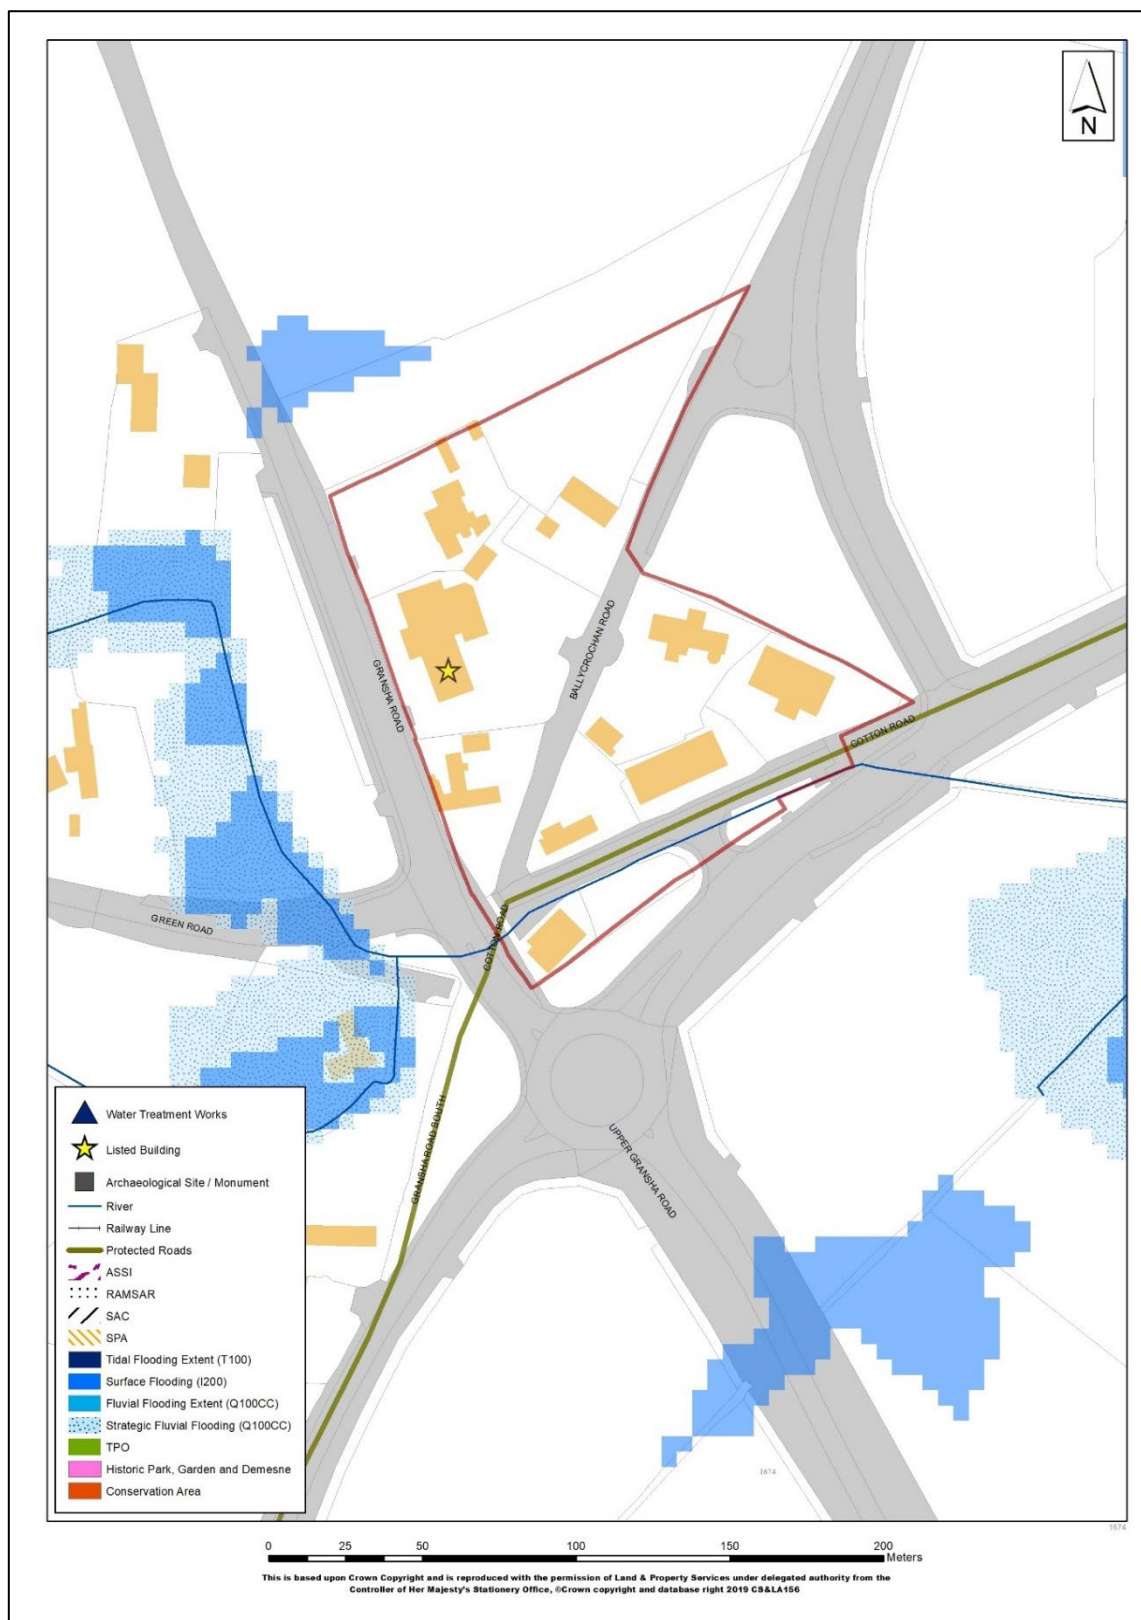 N
GRANSHA ROAD
BALLYCROCHAN ROAD
COTTON ROAD
GREEN ROAD
COTTON ROAD
GRANSHA ROAD SOUTH
UPPER GRANSHA ROAD
Water Treatment Works
Listed Building
Archaeological Site / Monument
River
Railway Line
Protected Roads
ASSI
RAMSAR
SAC
SPA
Tidal Flooding Extent (T100)
Surface Flooding (I200)
Fluvial Flooding Extent (Q100CC)
Strategic Fluvial Flooding (Q100CC)
TPO
Historic Park, Garden and Demesne
Conservation Area
1674
1674
0 25 50 100 150 200
Meters
This is based upon Crown Copyright and is reproduced with the permission of Land & Property Services under delegated authority from the
Controller of Her Majesty's Stationery Office, ©Crown copyright and database right 2019 CS&LA156